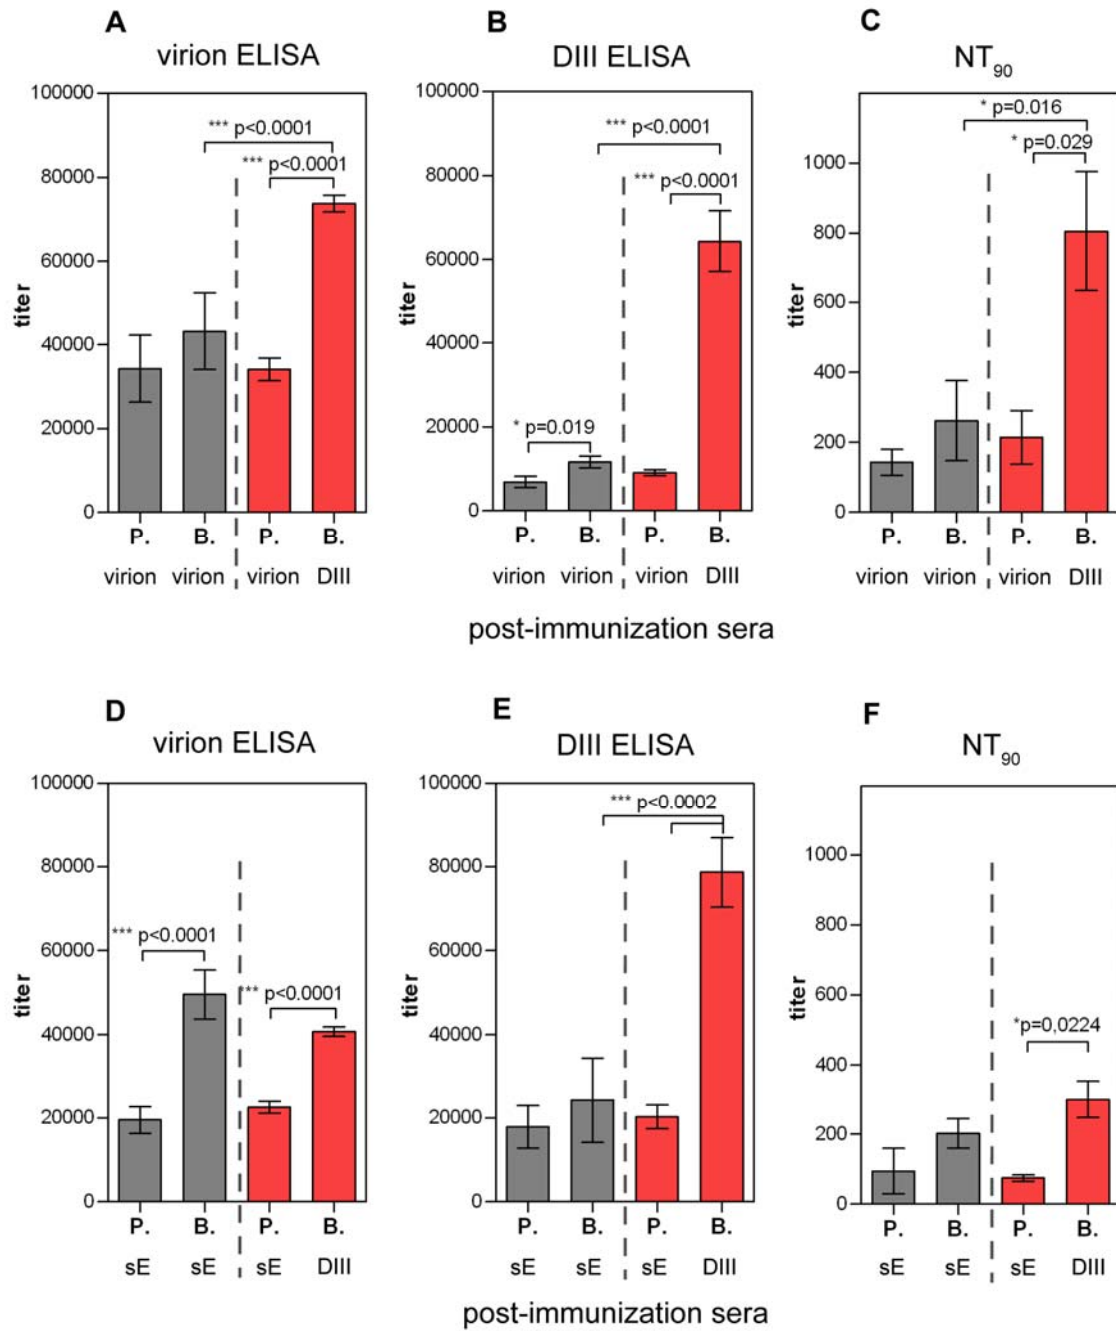 A
virion ELISA
100000
80000
60000
40000
20000
0
titer
*** p<0.0001
*** p<0.0001
P. B. P. B.
virion virion virion DIII
B
DIII ELISA
100000
80000
60000
40000
20000
0
titer
*** p<0.0001
*** p<0.0001
* p=0.019
P. B. P. B.
virion virion virion DIII
C
NT90
1000
800
600
400
200
0
titer
* p=0.016
* p=0.029
P. B. P. B.
virion virion virion DIII
post-immunization sera
D
virion ELISA
100000
80000
60000
40000
20000
0
titer
*** p<0.0001
*** p<0.0001
P. B. P. B.
sE sE sE DIII
E
DIII ELISA
100000
80000
60000
40000
20000
0
titer
*** p<0.0002
P. B. P. B.
sE sE sE DIII
F
NT90
1000
800
600
400
200
0
titer
*p=0,0224
P. B. P. B.
sE sE sE DIII
post-immunization sera